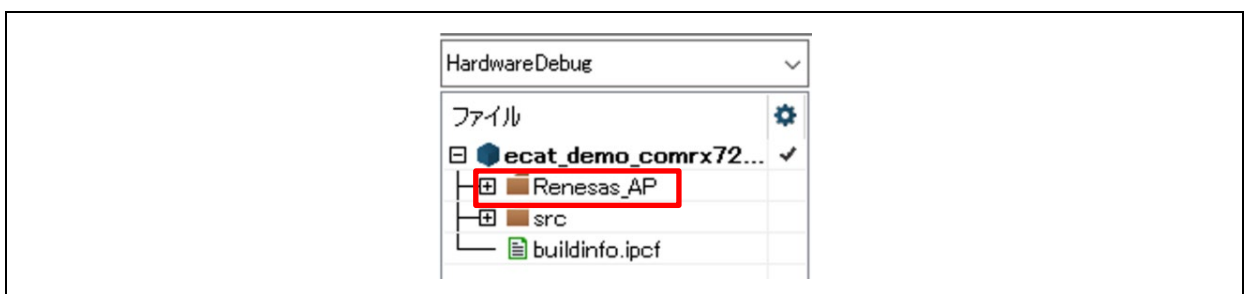 HardwareDebug
ファイル
ecat_demo_comrx72...
Renesas_AP
src
buildinfo.ipcf